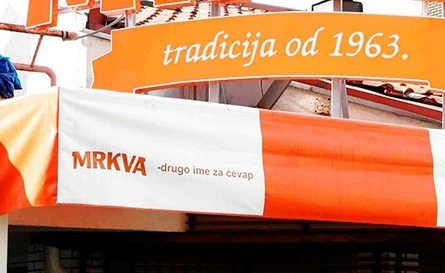 tradicija od 1963.
MRKVA -drugo ime za ćevap